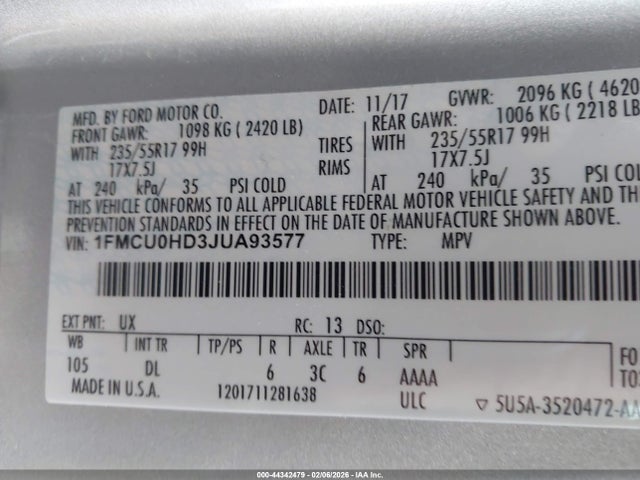 MFD. BY FORD MOTOR CO.
DATE: 11/17 GVWR: 2096 KG ( 4620
FRONT GAWR: 1098 KG ( 2420 LB)
REAR GAWR: 1006 KG ( 2218 LB
WITH 235/55R17 99H TIRES WITH 235/55R17 99H
17X7.5J RIMS 17X7.5J
AT 240 kPa/ 35 PSI COLD AT 240 kPa/ 35 PSI COLD
THIS VEHICLE CONFORMS TO ALL APPLICABLE FEDERAL MOTOR VEHICLE SAFETY AND THE
PREVENTION STANDARDS IN EFFECT ON THE DATE OF MANUFACTURE SHOWN ABOVE.
VIN: 1FMCU0HD3JUA93577 TYPE: MPV
EXT PNT: UX RC: 13 DSO:
WB INT TR TP/PS R AXLE TR SPR
105 DL 6 3C 6 AAAA
MADE IN U.S.A. 1201711281638 ULC
FO
TO
▽ 5U5A-3520472-AA
000-44342479 - 02/06/2026 - IAA Inc.